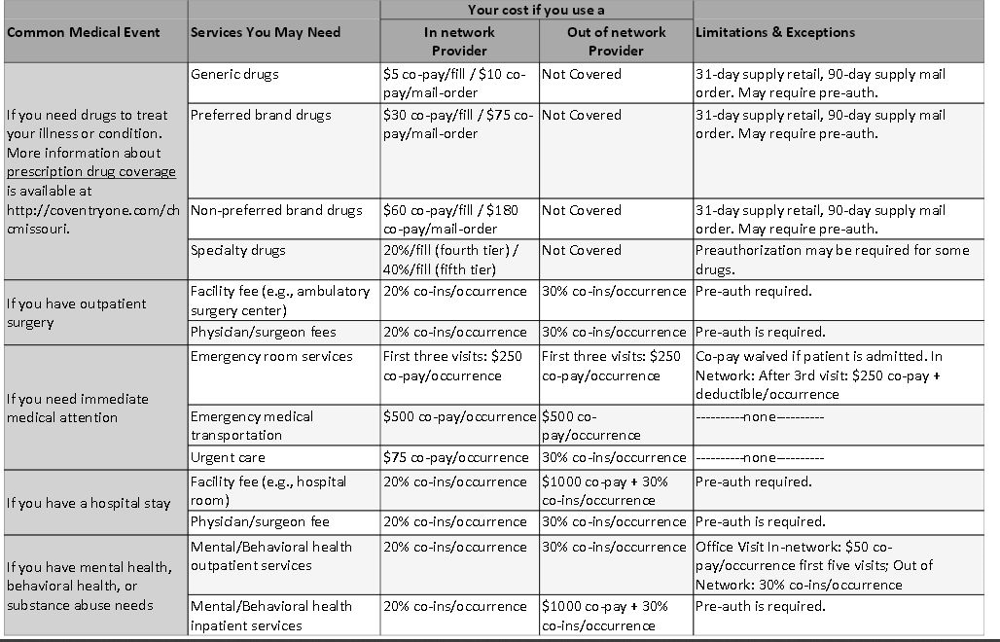 Your cost if you use a
Common Medical Event
Services You May Need
In network
Provider
Out of network
Provider
Limitations & Exceptions
If you need drugs to treat
your illness or condition.
More information about
prescription drug coverage
is available at
http://coventryone.com/ch
cmissouri.
Generic drugs
$5 co-pay/fill / $10 co-
pay/mail-order
Not Covered
31-day supply retail, 90-day supply mail
order. May require pre-auth.
Preferred brand drugs
$30 co-pay/fill / $75 co-
pay/mail-order
Not Covered
31-day supply retail, 90-day supply mail
order. May require pre-auth.
Non-preferred brand drugs
$60 co-pay/fill / $180
co-pay/mail-order
Not Covered
31-day supply retail, 90-day supply mail
order. May require pre-auth.
Specialty drugs
20%/fill (fourth tier) /
40%/fill (fifth tier)
Not Covered
Preauthorization may be required for some
drugs.
If you have outpatient
surgery
Facility fee (e.g., ambulatory
surgery center)
20% co-ins/occurrence
30% co-ins/occurrence
Pre-auth required.
Physician/surgeon fees
20% co-ins/occurrence
30% co-ins/occurrence
Pre-auth is required.
If you need immediate
medical attention
Emergency room services
First three visits: $250
co-pay/occurrence
First three visits: $250
co-pay/occurrence
Co-pay waived if patient is admitted. In
Network: After 3rd visit: $250 co-pay +
deductible/occurrence
Emergency medical
transportation
$500 co-pay/occurrence
$500 co-
pay/occurrence
----------none----------
Urgent care
$75 co-pay/occurrence
30% co-ins/occurrence
----------none----------
If you have a hospital stay
Facility fee (e.g., hospital
room)
20% co-ins/occurrence
$1000 co-pay + 30%
co-ins/occurrence
Pre-auth required.
Physician/surgeon fee
20% co-ins/occurrence
30% co-ins/occurrence
Pre-auth is required.
If you have mental health,
behavioral health, or
substance abuse needs
Mental/Behavioral health
outpatient services
20% co-ins/occurrence
30% co-ins/occurrence
Office Visit In-network: $50 co-
pay/occurrence first five visits; Out of
Network: 30% co-ins/occurrence
Mental/Behavioral health
inpatient services
20% co-ins/occurrence
$1000 co-pay + 30%
co-ins/occurrence
Pre-auth is required.